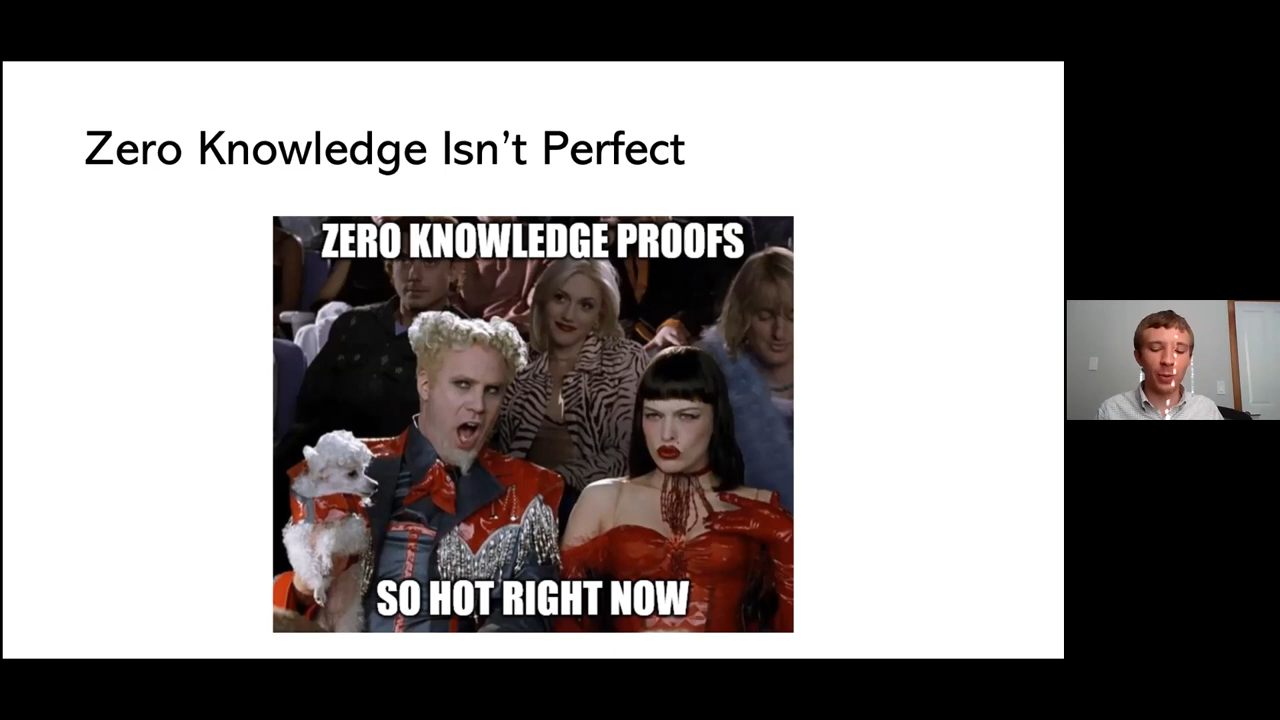 Zero Knowledge Isn’t Perfect
ZERO KNOWLEDGE PROOFS
SO HOT RIGHT NOW